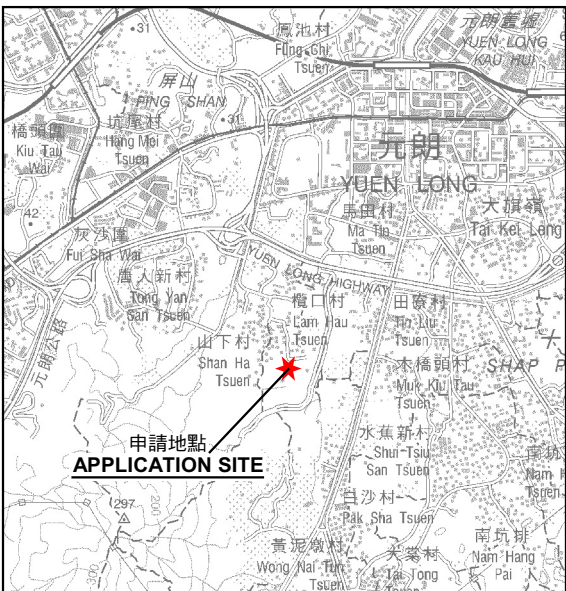 31
鳳池村
Fung Chi
Tsuen
元朗舊墟
YUEN LONG
KAU HUI
屏山
PING SHAN
坑尾村
Hang Mei
Tsuen
31
橋頭圍
Kiu Tau
Wai
元朗
YUEN LONG
42
灰沙圍
Fui Sha Wai
馬田村
Ma Tin
Tsuen
大旗嶺
Tai Kei Leng
唐人新村
Tong Yan
San Tsuen
YUEN LONG HIGHWAY
欖口村
Lam Hau
Tsuen
田寮村
Tin Liu
Tsuen
元朗公路
山下村
Shan Ha
Tsuen
木橋頭村
Muk Kiu Tau
Tsuen
SHAP P
申請地點
APPLICATION SITE
水蕉新村
Shui Tsiu
San Tsuen
白沙村
Pak Sha Tsuen
297
200
300
黃泥墩村
Wong Nai Tun
Tsuen
大棠村
Tai Tong
Tsuen
南坑排
Nam Hang
Pai